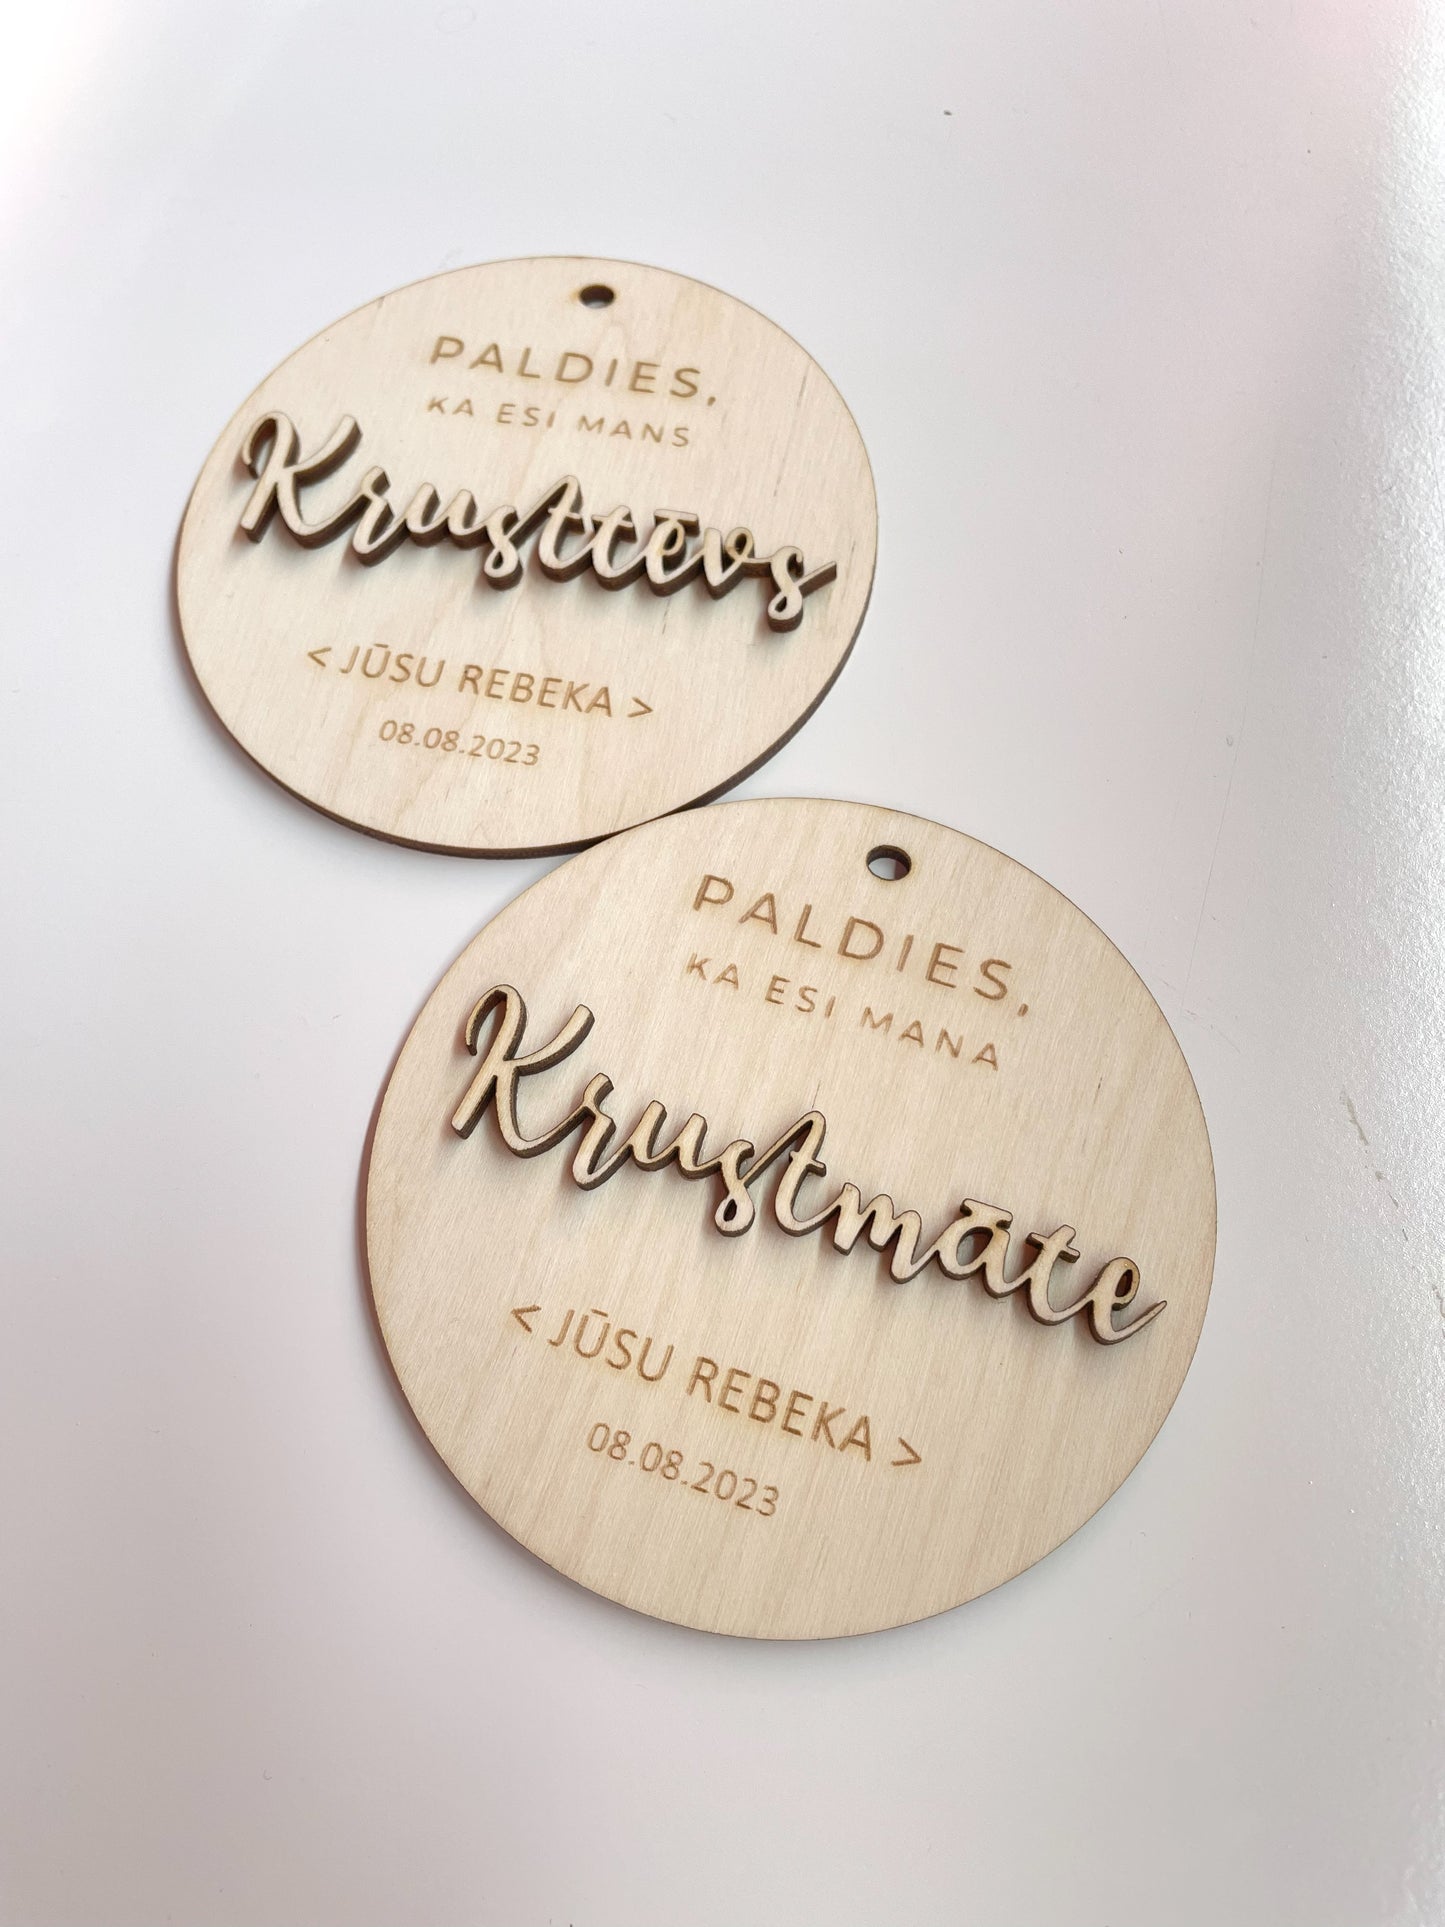 PALDIES,
KA ESI MANS
Krusttēvs
< JŪSU REBEKA >
08.08.2023
PALDIES,
KA ESI MANA
Krustmāte
< JŪSU REBEKA >
08.08.2023